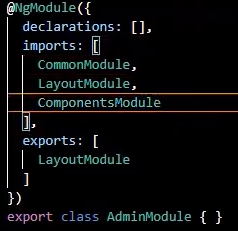 @NgModule({
  declarations: [],
  imports: [
    CommonModule,
    LayoutModule,
    ComponentsModule
  ],
  exports: [
    LayoutModule
  ]
})
export class AdminModule { }